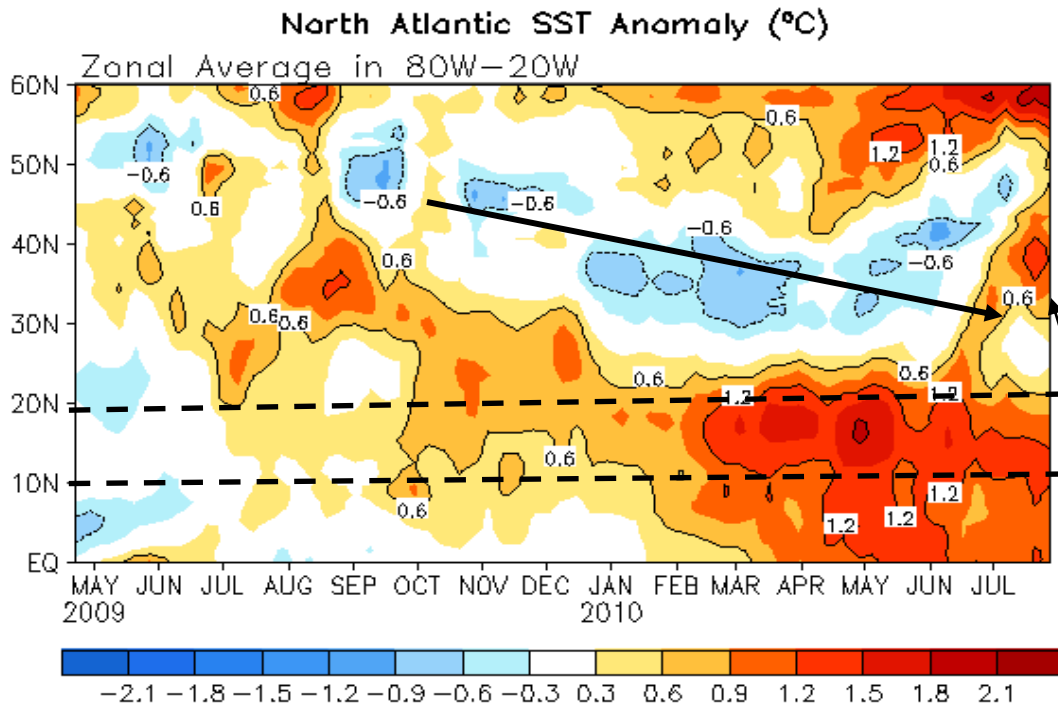 North Atlantic SST Anomaly (ºC)
Zonal Average in 80W-20W
60N
50N
40N
30N
20N
10N
EQ
0.6
0.6
1.2
1.2
0.6
-0.6
0.6
-0.6
-0.6
-0.6
-0.6
0.6
0.6
0.6
0.6
0.6
0.6
1.2
1.2
0.6
0.6
1.2
1.2
1.2
MAY JUN JUL AUG SEP OCT NOV DEC JAN FEB MAR APR MAY JUN JUL
2009 2010
-2.1 -1.8 -1.5 -1.2 -0.9 -0.6 -0.3 0.3 0.6 0.9 1.2 1.5 1.8 2.1